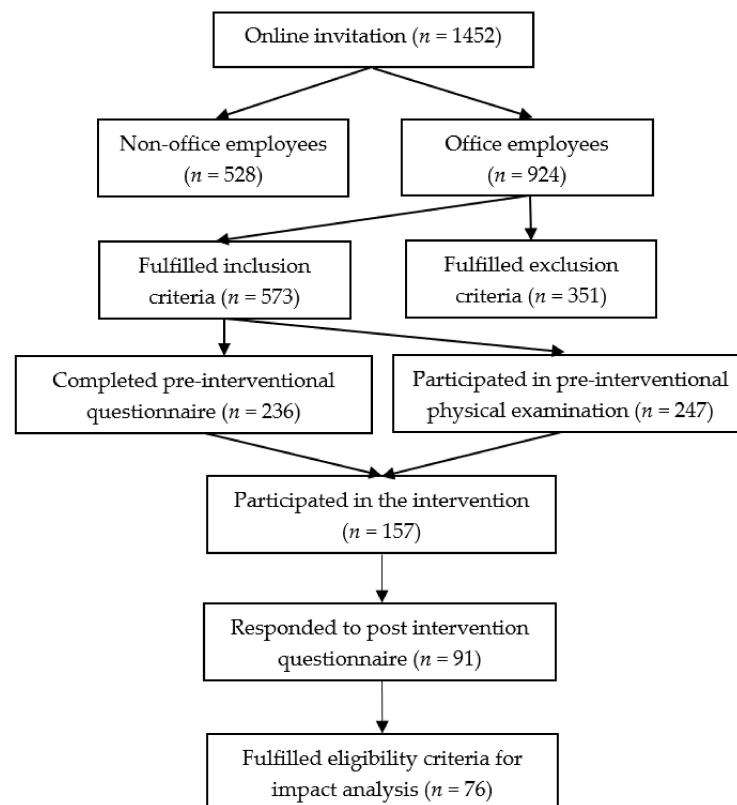 Online invitation (n = 1452)
Non-office employees
(n = 528)
Office employees
(n = 924)
Fulfilled inclusion
criteria (n = 573)
Fulfilled exclusion
criteria (n = 351)
Completed pre-interventional
questionnaire (n = 236)
Participated in pre-interventional
physical examination (n = 247)
Participated in the intervention
(n = 157)
Responded to post intervention
questionnaire (n = 91)
Fulfilled eligibility criteria for
impact analysis (n = 76)